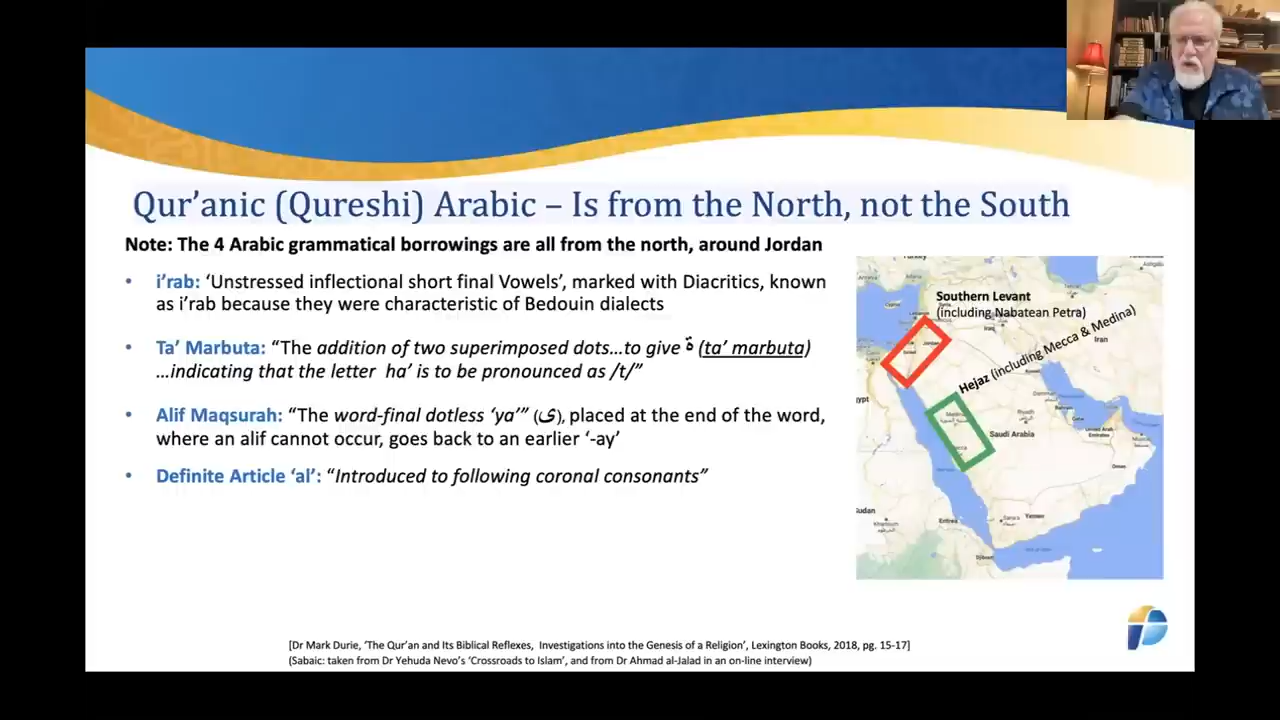 Qur’anic (Qureshi) Arabic – Is from the North, not the South
Note: The 4 Arabic grammatical borrowings are all from the north, around Jordan
• i’rab: ‘Unstressed inflectional short final Vowels’, marked with Diacritics, known
as i’rab because they were characteristic of Bedouin dialects
• Ta’ Marbuta: “The addition of two superimposed dots…to give ة (ta’ marbuta)
…indicating that the letter ha’ is to be pronounced as /t/”
• Alif Maqsurah: “The word-final dotless ‘ya’” (ى), placed at the end of the word,
where an alif cannot occur, goes back to an earlier ‘-ay’
• Definite Article ‘al’: “Introduced to following coronal consonants”
Southern Levant
(including Nabatean Petra)
Hejaz (including Mecca & Medina)
Turkey
Cyprus
Iraq
Iran
Jordan
Saudi Arabia
Oman
Sudan
Eritrea
Yemen
Djibouti
[Dr Mark Durie, ‘The Qur’an and Its Biblical Reflexes, Investigations into the Genesis of a Religion’, Lexington Books, 2018, pg. 15-17]
(Sabaic: taken from Dr Yehuda Nevo’s ‘Crossroads to Islam’, and from Dr Ahmad al-Jalad in an on-line interview)